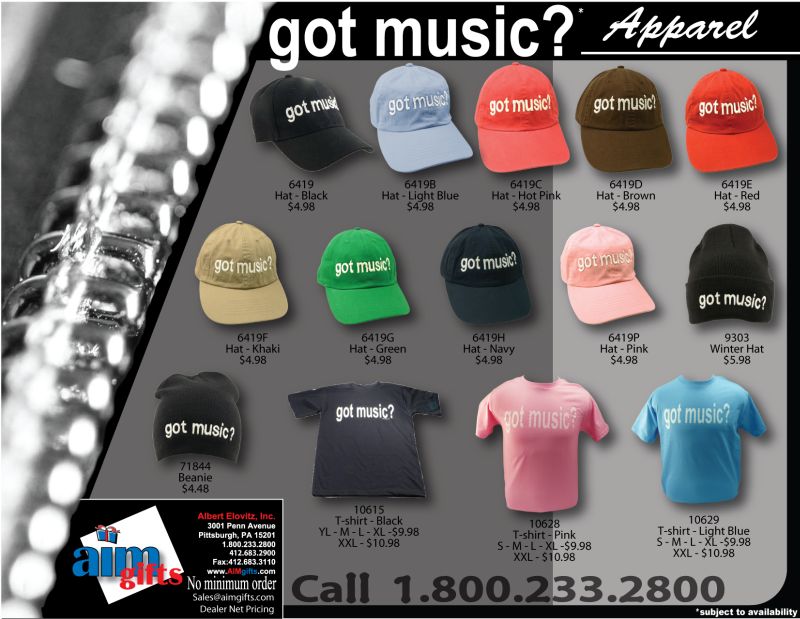 got music?* Apparel
got music?
got music?
got music?
got music?
got music?
6419
Hat - Black
$4.98
6419B
Hat - Light Blue
$4.98
6419C
Hat - Hot Pink
$4.98
6419D
Hat - Brown
$4.98
6419E
Hat - Red
$4.98
got music?
got music?
got music?
got music?
got music?
6419F
Hat - Khaki
$4.98
6419G
Hat - Green
$4.98
6419H
Hat - Navy
$4.98
6419P
Hat - Pink
$4.98
9303
Winter Hat
$5.98
got music?
got music?
got music?
got music?
71844
Beanie
$4.48
10615
T-shirt - Black
YL - M - L - XL -$9.98
XXL - $10.98
10628
T-shirt - Pink
S - M - L - XL -$9.98
XXL - $10.98
10629
T-shirt - Light Blue
S - M - L - XL -$9.98
XXL - $10.98
aim
gifts
Albert Elovitz, Inc.
3001 Penn Avenue
Pittsburgh, PA 15201
1.800.233.2800
412.683.2900
Fax:412.683.3110
www.AIMgifts.com
No minimum order
Sales@aimgifts.com
Dealer Net Pricing
Call 1.800.233.2800
*subject to availability